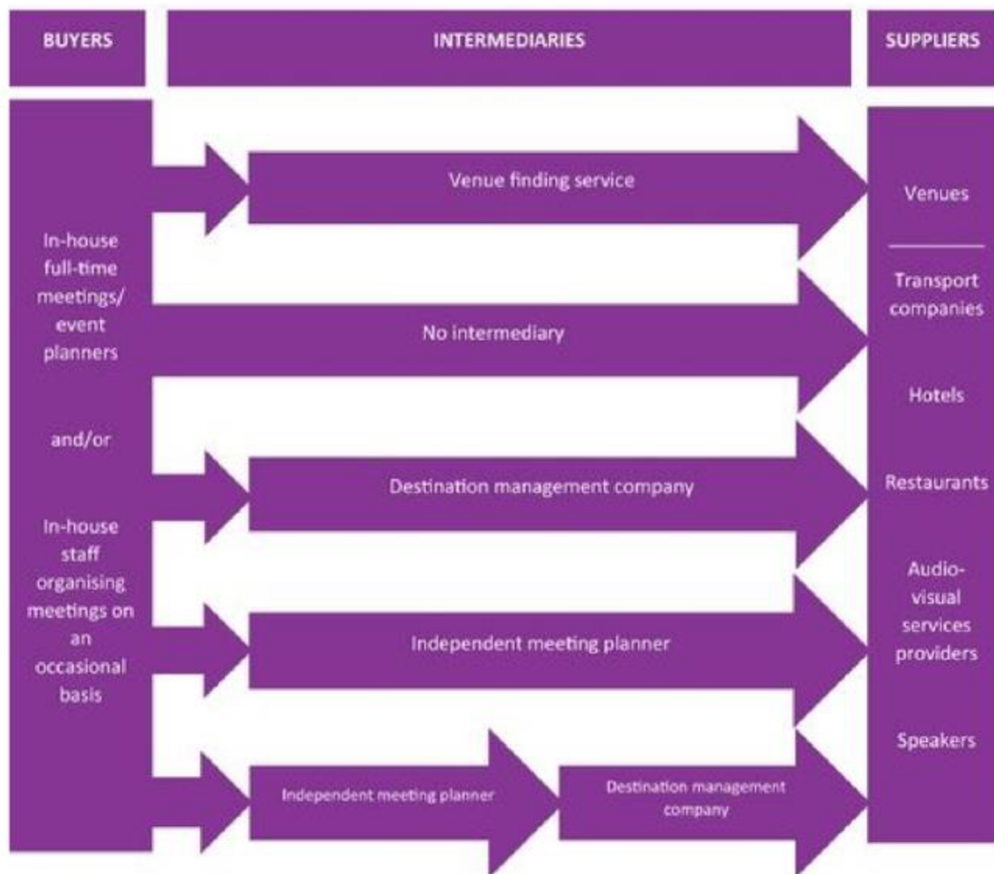 BUYERS
INTERMEDIARIES
SUPPLIERS
In-house
full-time
meetings/
event
planners
and/or
In-house
staff
organising
meetings on
an
occasional
basis
Venue finding service
No intermediary
Destination management company
Independent meeting planner
Independent meeting planner
Destination management
company
Venues
Transport
companies
Hotels
Restaurants
Audio-
visual
services
providers
Speakers